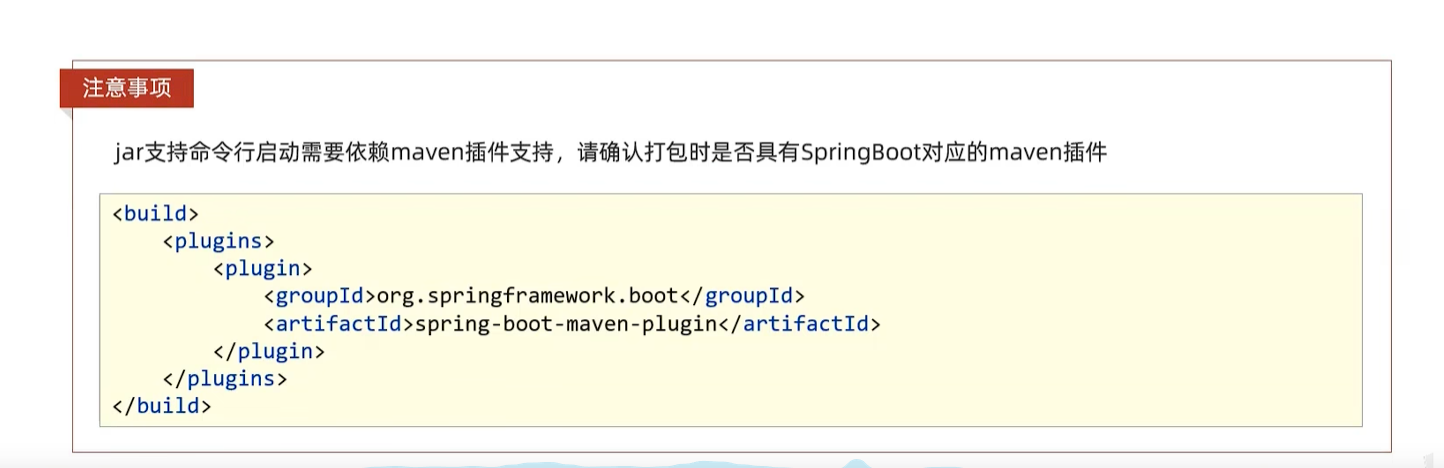 注意事项
jar支持命令行启动需要依赖maven插件支持，请确认打包时是否具有SpringBoot对应的maven插件
<build>
    <plugins>
        <plugin>
            <groupId>org.springframework.boot</groupId>
            <artifactId>spring-boot-maven-plugin</artifactId>
        </plugin>
    </plugins>
</build>